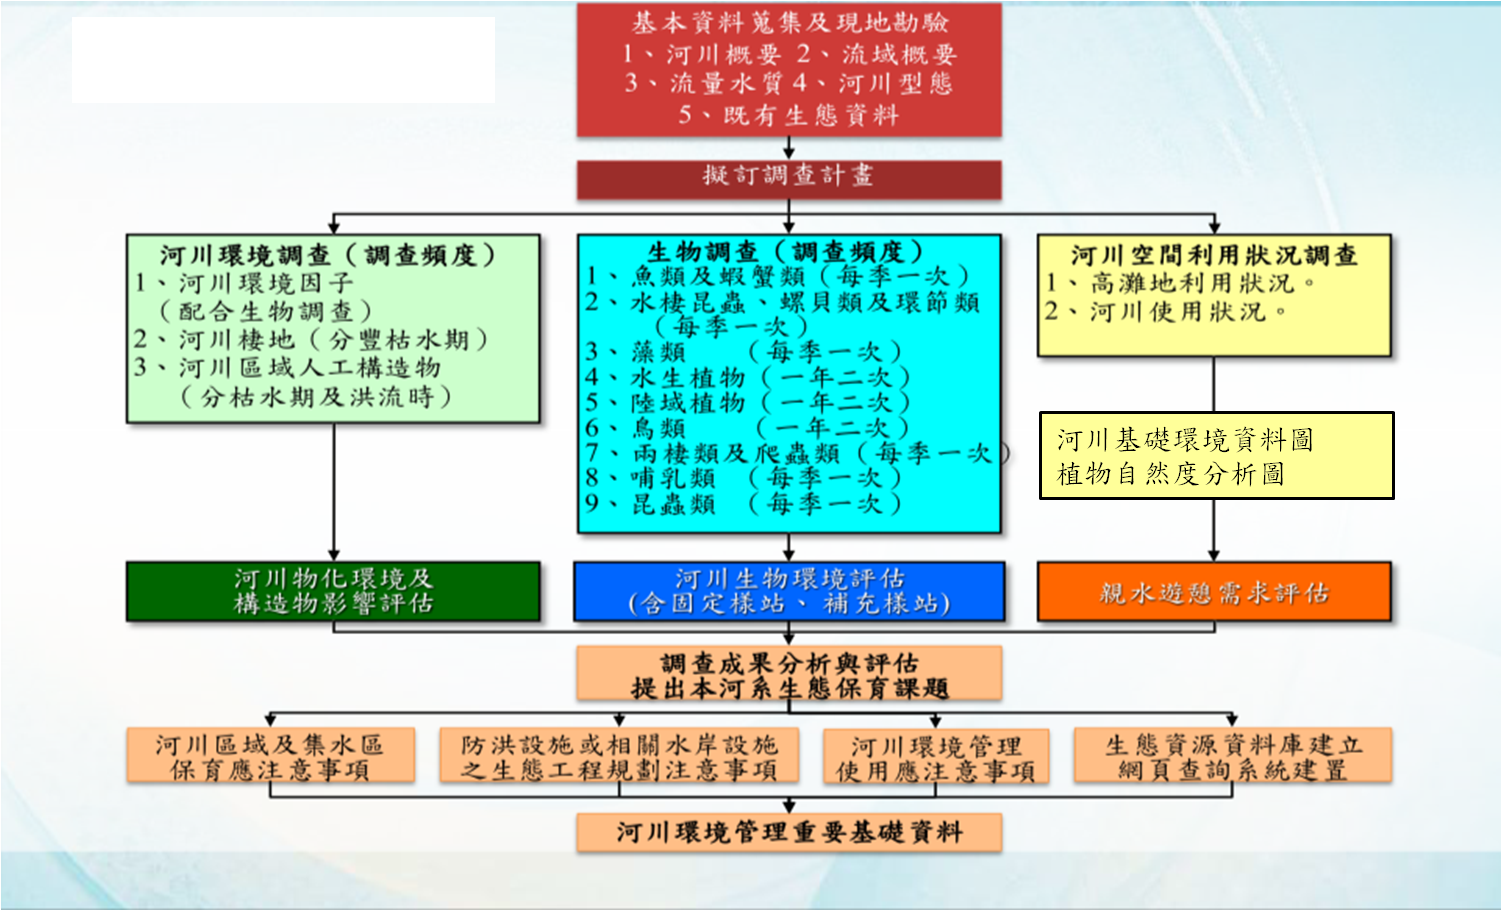 基本資料蒐集及現地勘驗
1、河川概要 2、流域概要
3、流量水質 4、河川型態
5、既有生態資料
擬訂調查計畫
河川環境調查（調查頻度）
1、河川環境因子
（配合生物調查）
2、河川棲地（分豐枯水期）
3、河川區域人工構造物
（分枯水期及洪流時）
生物調查（調查頻度）
1、魚類及蝦蟹類（每季一次）
2、水棲昆蟲、螺貝類及環節類
（每季一次）
3、藻類　　（每季一次）
4、水生植物（一年二次）
5、陸域植物（一年二次）
6、鳥類　　（一年二次）
7、兩棲類及爬蟲類（每季一次）
8、哺乳類　（每季一次）
9、昆蟲類　（每季一次）
河川空間利用狀況調查
1、高灘地利用狀況。
2、河川使用狀況。
河川基礎環境資料圖
植物自然度分析圖
河川物化環境及
構造物影響評估
河川生物環境評估
(含固定樣站、補充樣站)
親水遊憩需求評估
調查成果分析與評估
提出本河系生態保育課題
河川區域及集水區
保育應注意事項
防洪設施或相關水岸設施
之生態工程規劃注意事項
河川環境管理
使用應注意事項
生態資源資料庫建立
網頁查詢系統建置
河川環境管理重要基礎資料